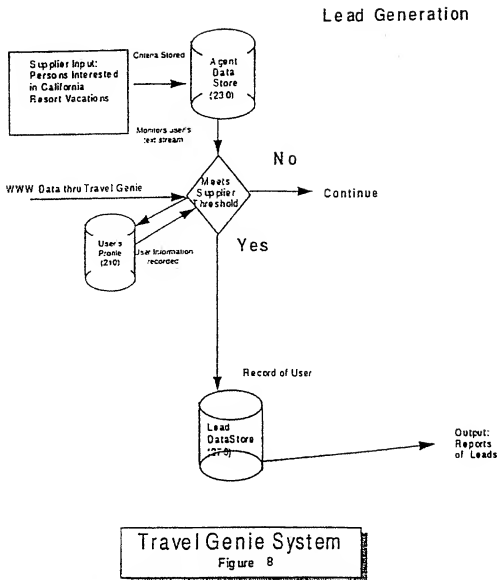 Lead Generation
Supplier Input:
Persons Interested
in California
Resort Vacations
Criteria Stored
Agent
Data
Store
(230)
Monitors user's
text stream
No
Meets
Supplier
Threshold
WWW Data thru Travel Genie
Continue
User's
Profile
(210)
User Information
recorded
Yes
Record of User
Lead
DataStore
Output:
Reports
of Leads
Travel Genie System
Figure 8